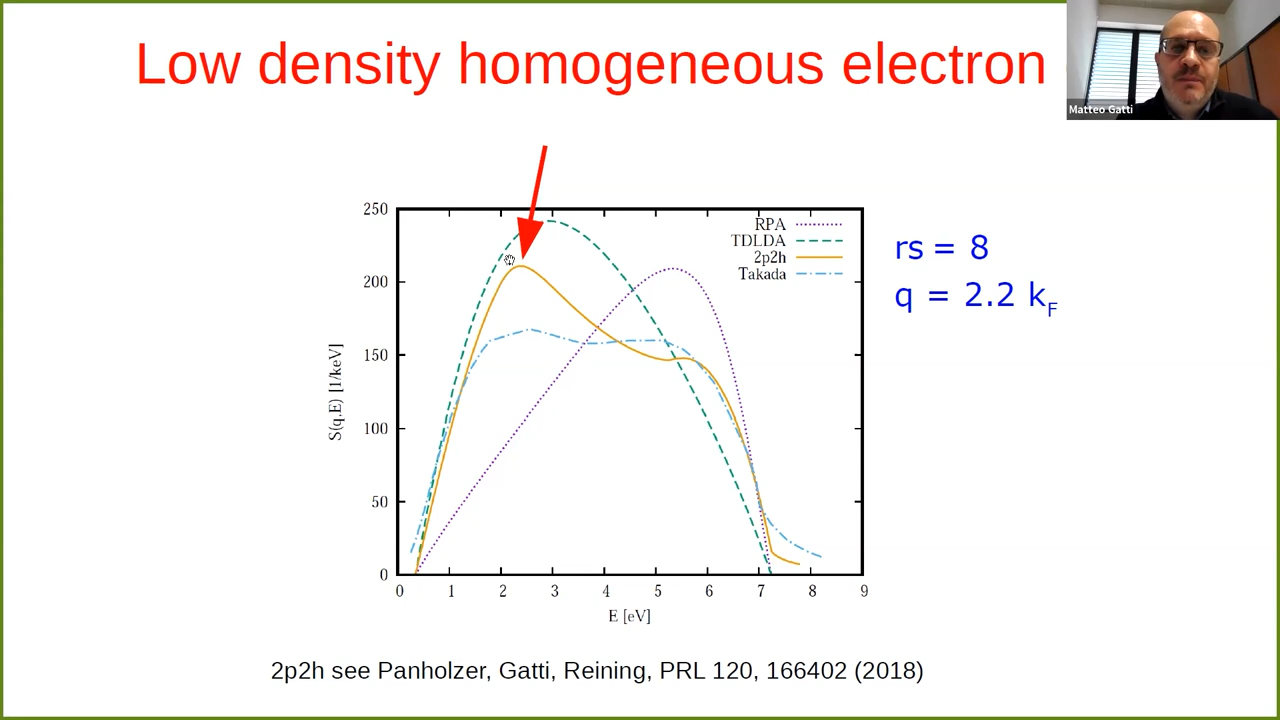 Low density homogeneous electron
Matteo Gatti
250
200
150
100
50
0
S(q,E) [1/keV]
RPA
TDLDA
2p2h
Takada
0 1 2 3 4 5 6 7 8 9
E [eV]
rs = 8
q = 2.2 kF
2p2h see Panholzer, Gatti, Reining, PRL 120, 166402 (2018)